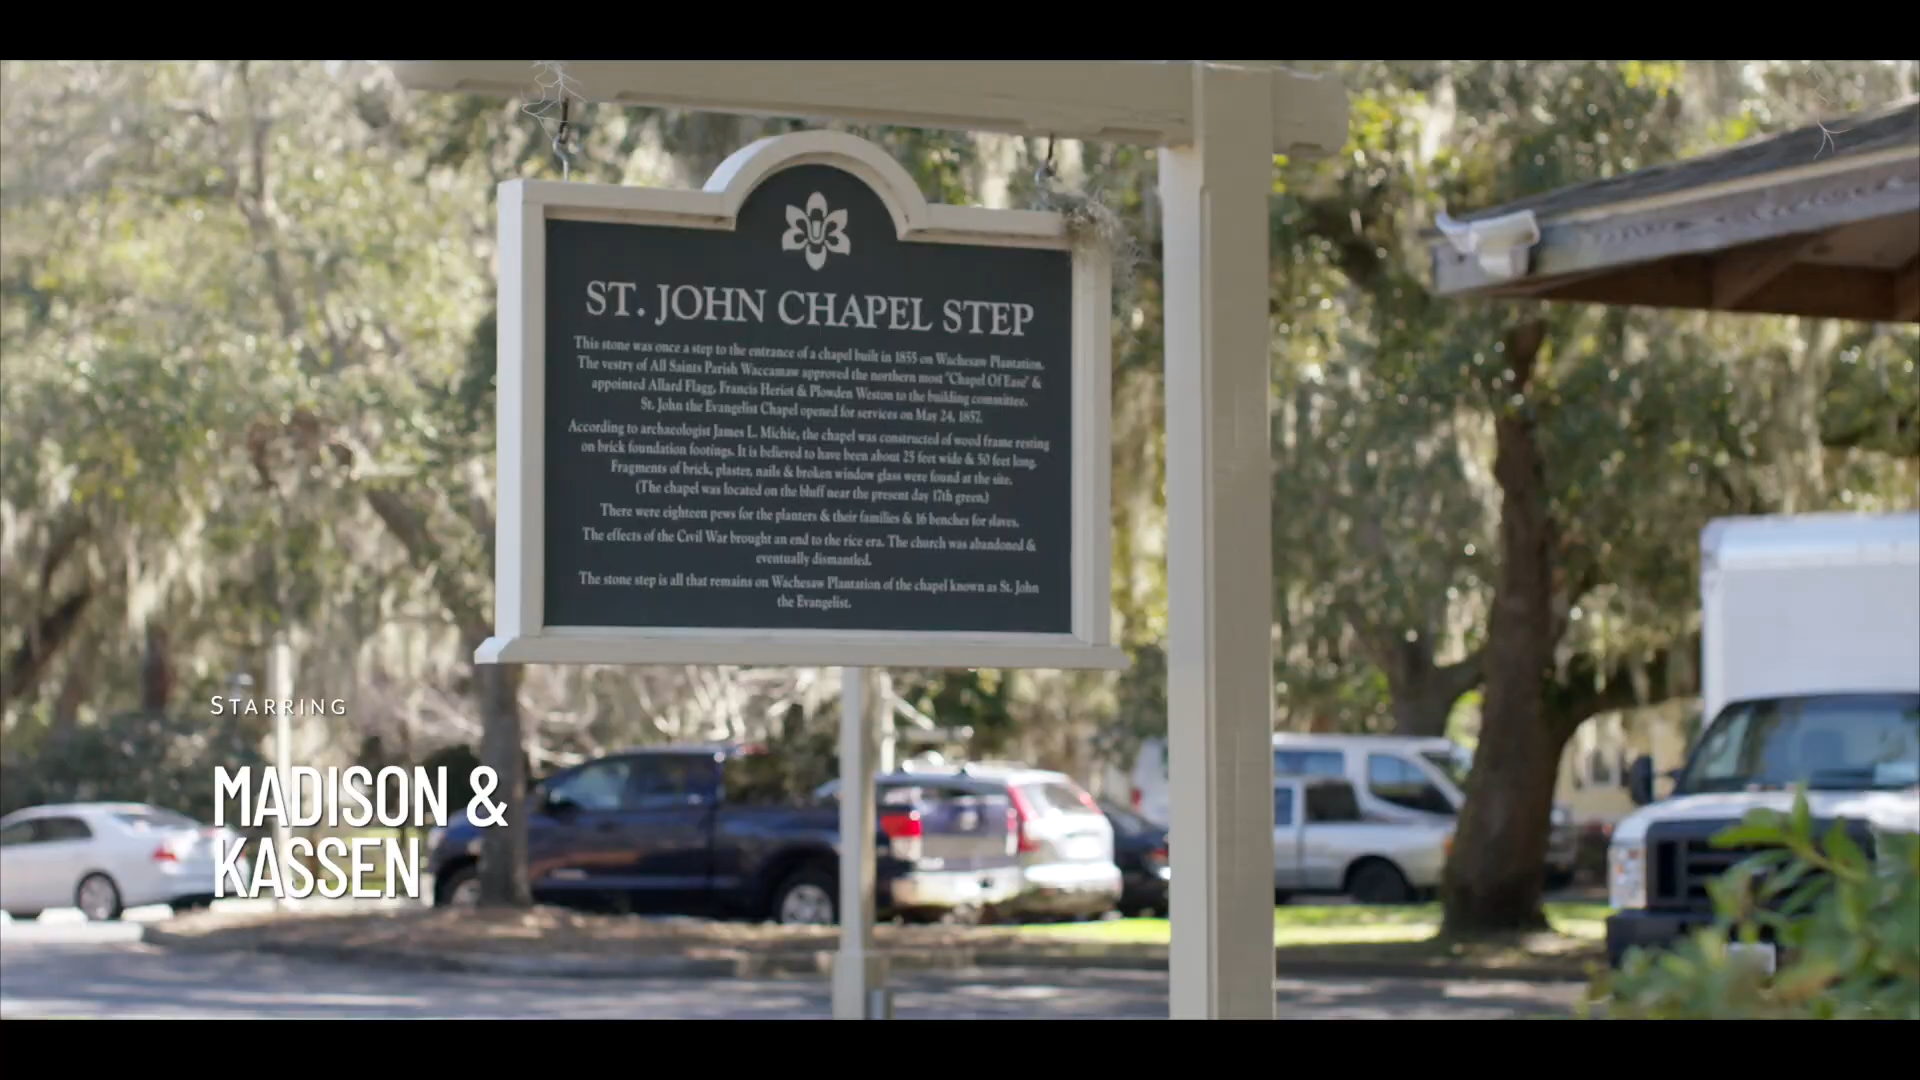 ST. JOHN CHAPEL STEP
This stone was once a step to the entrance of a chapel built in 1855 on Wachesaw Plantation.
The vestry of All Saints Parish Waccamaw approved the northern most "Chapel Of Ease" &
appointed Allard Flagg, Francis Heriot & Plowden Weston to the building committee.
St. John the Evangelist Chapel opened for services on May 24, 1857.
According to archaeologist James L. Michie, the chapel was constructed of wood frame resting
on brick foundation footings. It is believed to have been about 25 feet wide & 50 feet long.
Fragments of brick, plaster, nails & broken window glass were found at the site.
(The chapel was located on the bluff near the present day 17th green.)
There were eighteen pews for the planters & their families & 16 benches for slaves.
The effects of the Civil War brought an end to the rice era. The church was abandoned &
eventually dismantled.
The stone step is all that remains on Wachesaw Plantation of the chapel known as St. John
the Evangelist.
STARRING
MADISON &
KASSEN